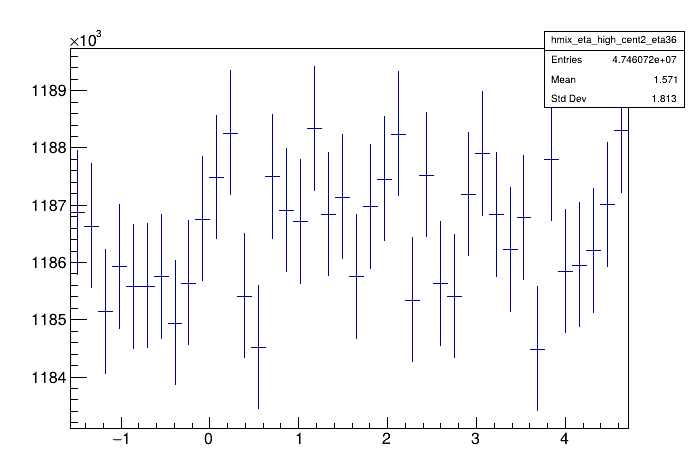 ×10³
hmix_eta_high_cent2_eta36
Entries 4.746072e+07
Mean 1.571
Std Dev 1.813
1189
1188
1187
1186
1185
1184
−1 0 1 2 3 4